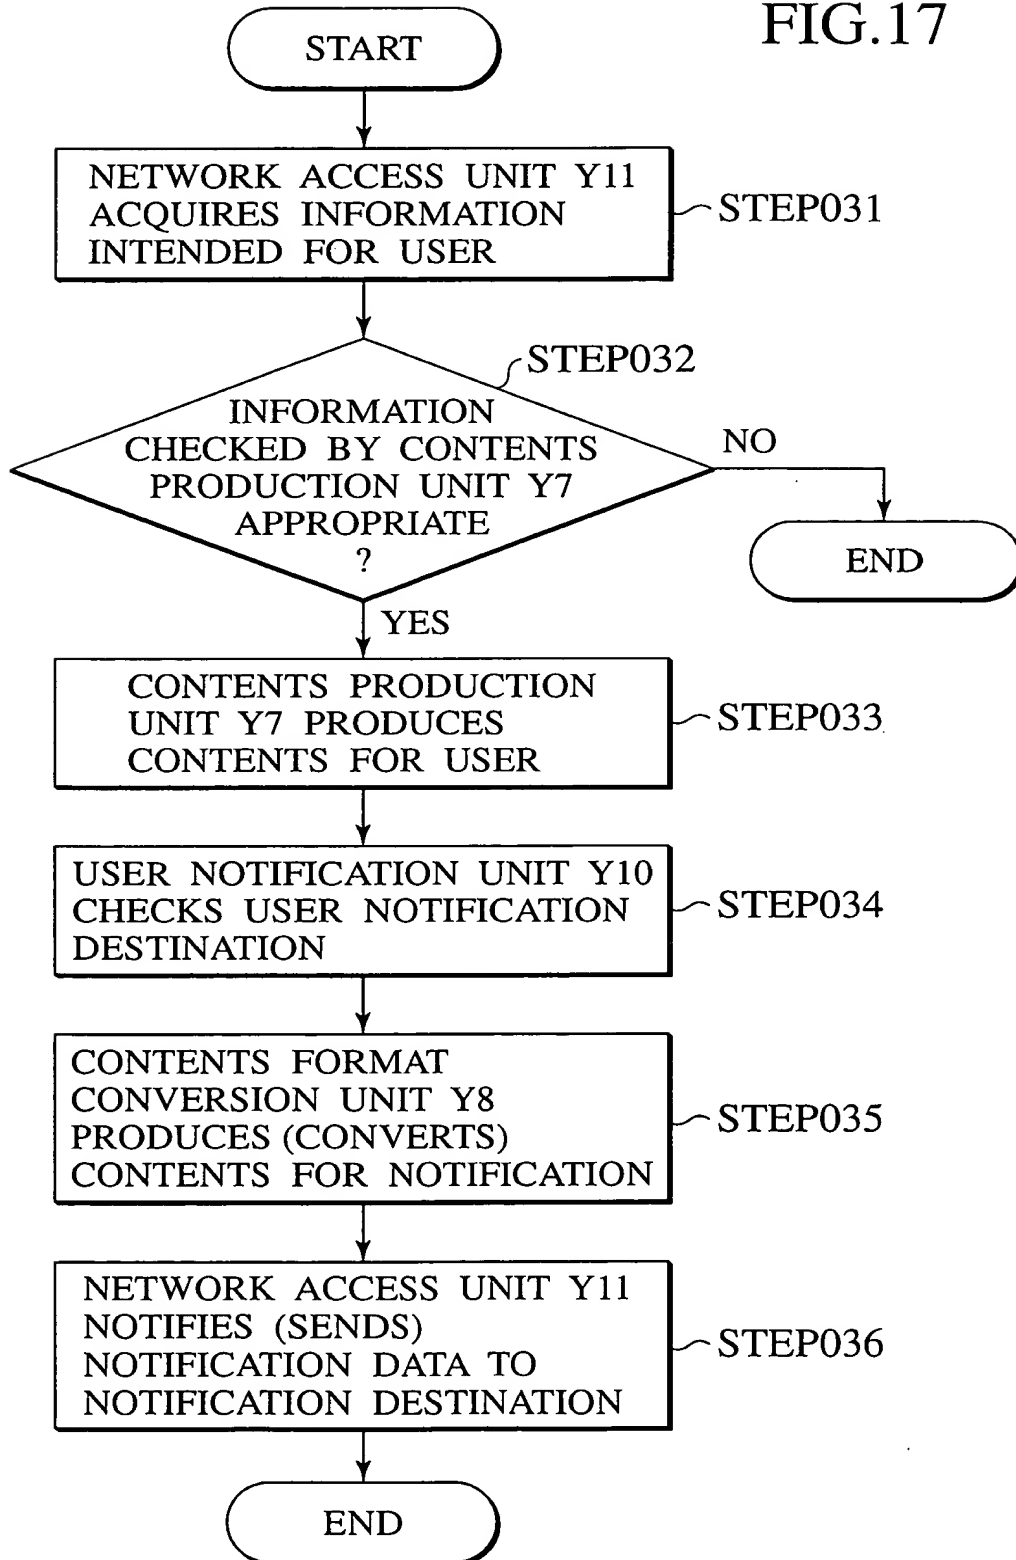 FIG.17
START
NETWORK ACCESS UNIT Y11
ACQUIRES INFORMATION
INTENDED FOR USER
STEP031
STEP032
INFORMATION
CHECKED BY CONTENTS
PRODUCTION UNIT Y7
APPROPRIATE
?
NO
END
YES
CONTENTS PRODUCTION
UNIT Y7 PRODUCES
CONTENTS FOR USER
STEP033
USER NOTIFICATION UNIT Y10
CHECKS USER NOTIFICATION
DESTINATION
STEP034
CONTENTS FORMAT
CONVERSION UNIT Y8
PRODUCES (CONVERTS)
CONTENTS FOR NOTIFICATION
STEP035
NETWORK ACCESS UNIT Y11
NOTIFIES (SENDS)
NOTIFICATION DATA TO
NOTIFICATION DESTINATION
STEP036
END